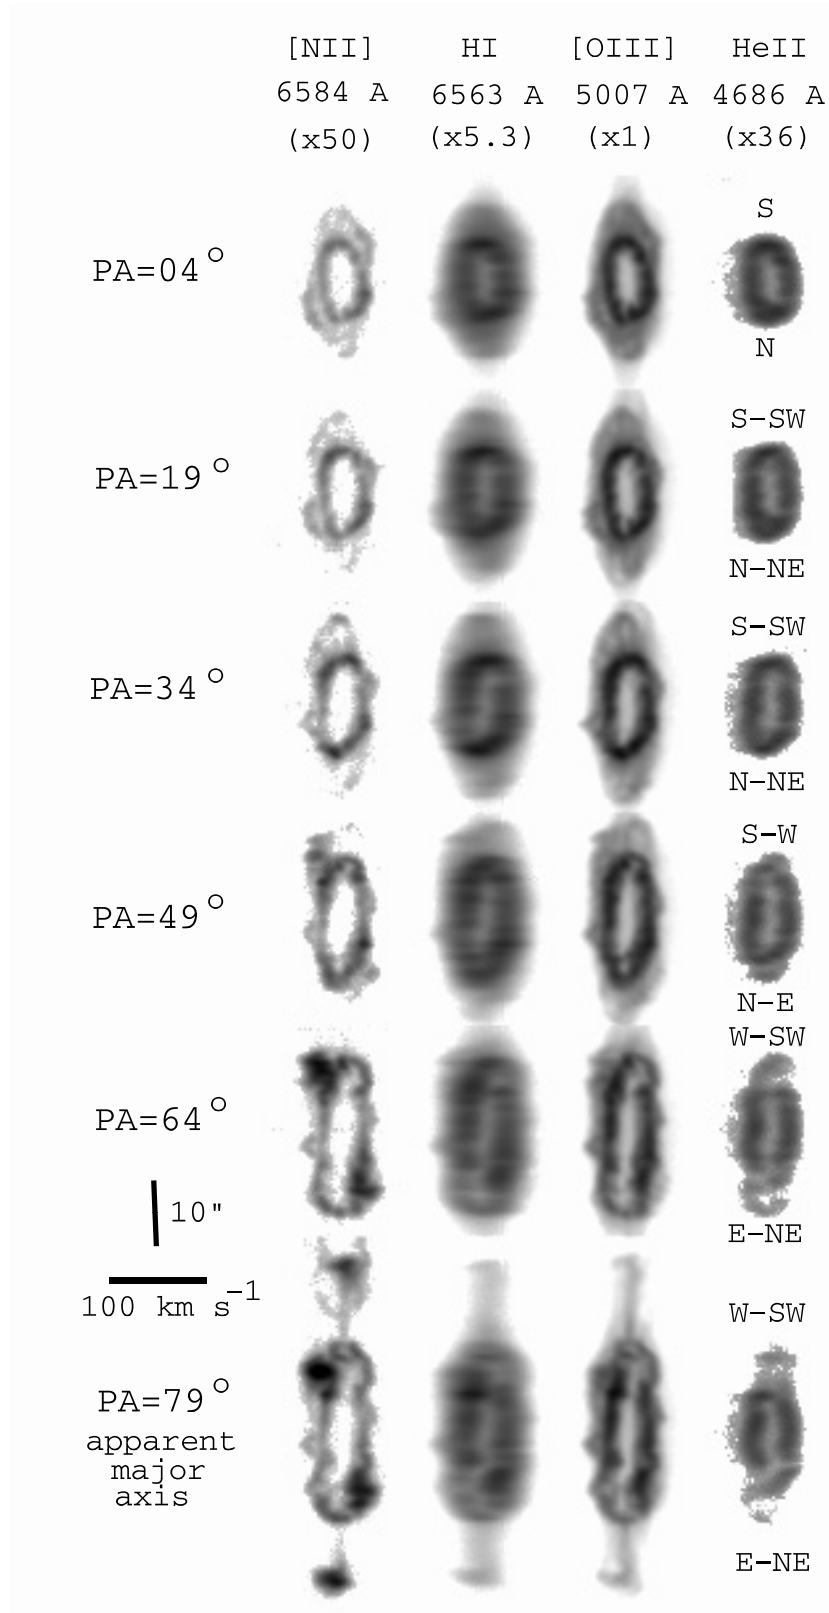 [NII] HI [OIII] HeII
6584 A 6563 A 5007 A 4686 A
(x50) (x5.3) (x1) (x36)
S
PA=04°
N
S-SW
PA=19°
N-NE
S-SW
PA=34°
N-NE
S-W
PA=49°
N-E
W-SW
PA=64°
10"
E-NE
100 km s-1
W-SW
PA=79°
apparent
major
axis
E-NE